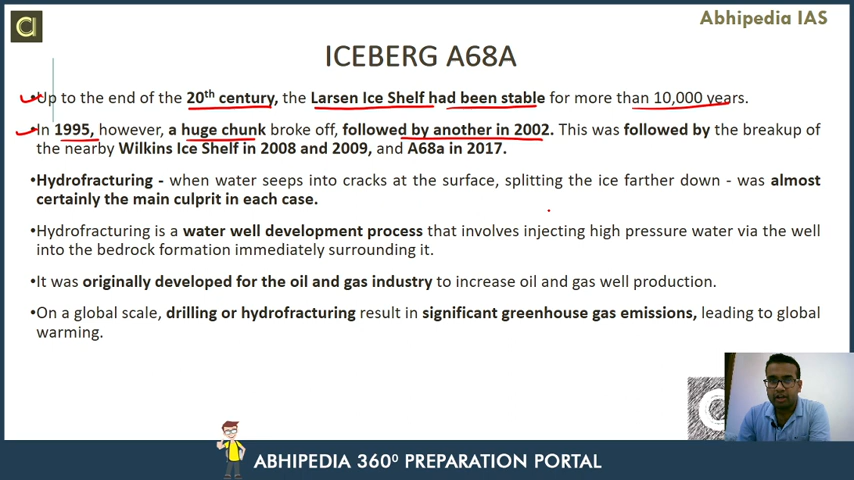 Abhipedia IAS
ICEBERG A68A
•Up to the end of the 20th century, the Larsen Ice Shelf had been stable for more than 10,000 years.
•In 1995, however, a huge chunk broke off, followed by another in 2002. This was followed by the breakup of
the nearby Wilkins Ice Shelf in 2008 and 2009, and A68a in 2017.
•Hydrofracturing - when water seeps into cracks at the surface, splitting the ice farther down - was almost
certainly the main culprit in each case.
•Hydrofracturing is a water well development process that involves injecting high pressure water via the well
into the bedrock formation immediately surrounding it.
•It was originally developed for the oil and gas industry to increase oil and gas well production.
•On a global scale, drilling or hydrofracturing result in significant greenhouse gas emissions, leading to global
warming.
ABHIPEDIA 360⁰ PREPARATION PORTAL